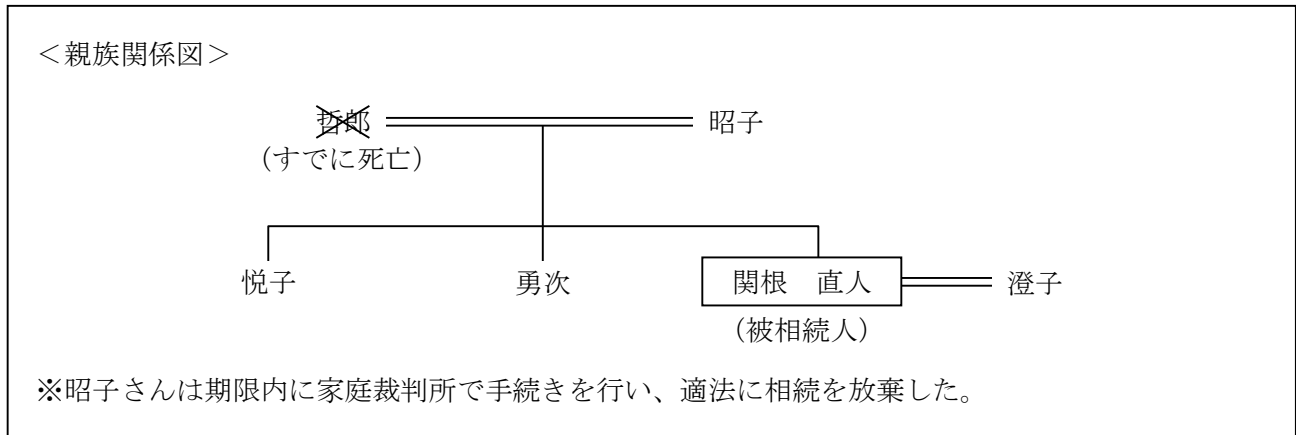 ＜親族関係図＞
哲郎 昭子
（すでに死亡）
悦子 勇次 関根 直人 澄子
（被相続人）
※昭子さんは期限内に家庭裁判所で手続きを行い、適法に相続を放棄した。